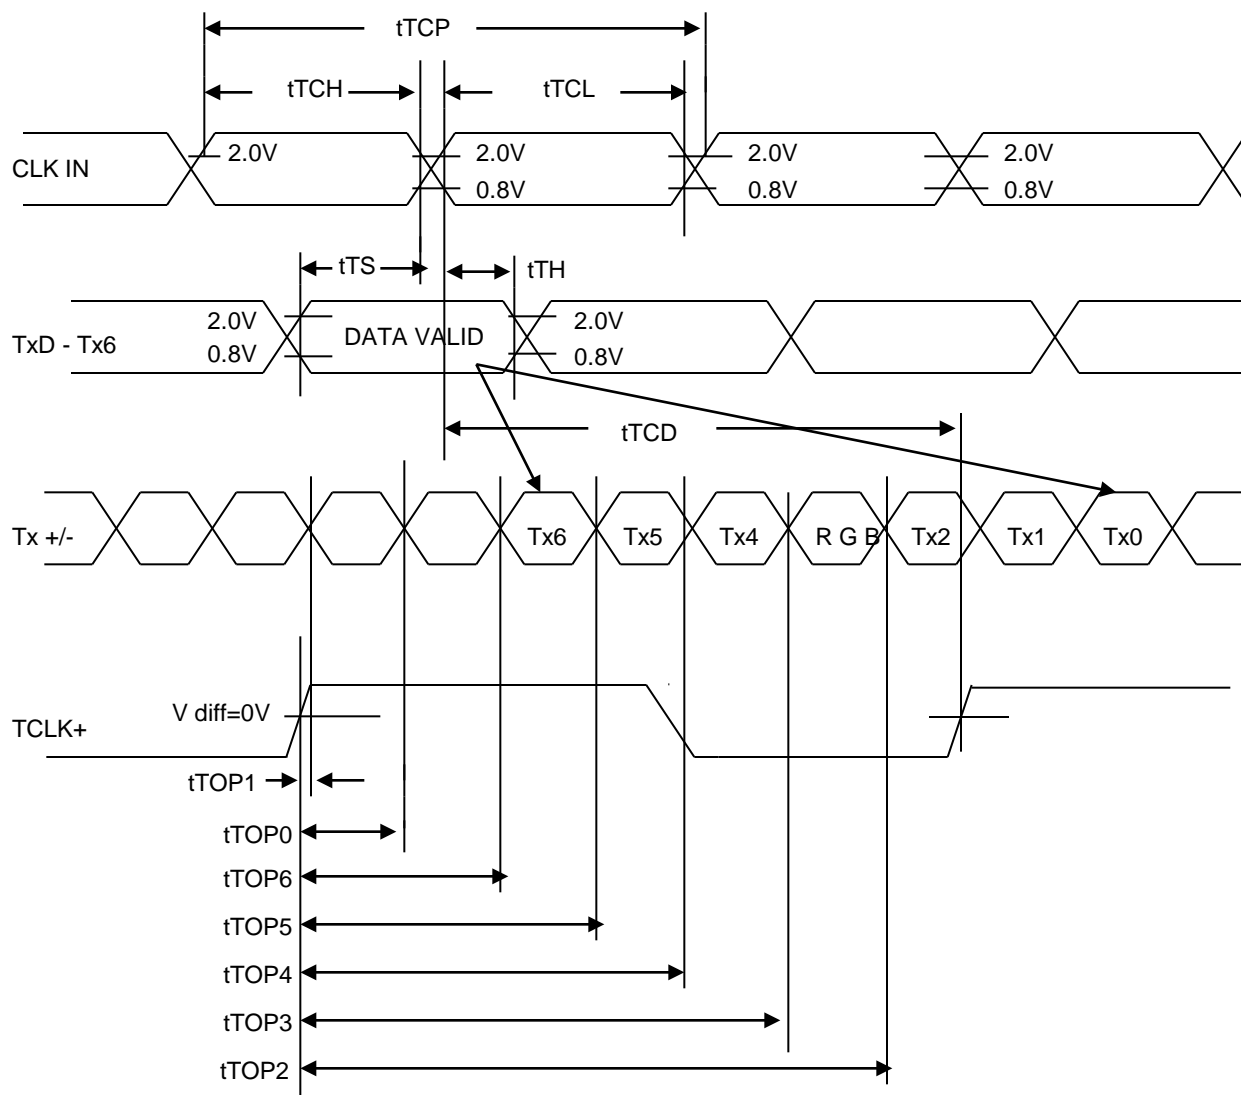 tTCP
tTCH
tTCL
CLK IN
2.0V
2.0V
0.8V
2.0V
0.8V
2.0V
0.8V
tTS
tTH
TxD - Tx6
2.0V
0.8V
DATA VALID
2.0V
0.8V
tTCD
Tx +/-
Tx6
Tx5
Tx4
R G B
Tx2
Tx1
Tx0
V diff=0V
TCLK+
tTOP1
tTOP0
tTOP6
tTOP5
tTOP4
tTOP3
tTOP2